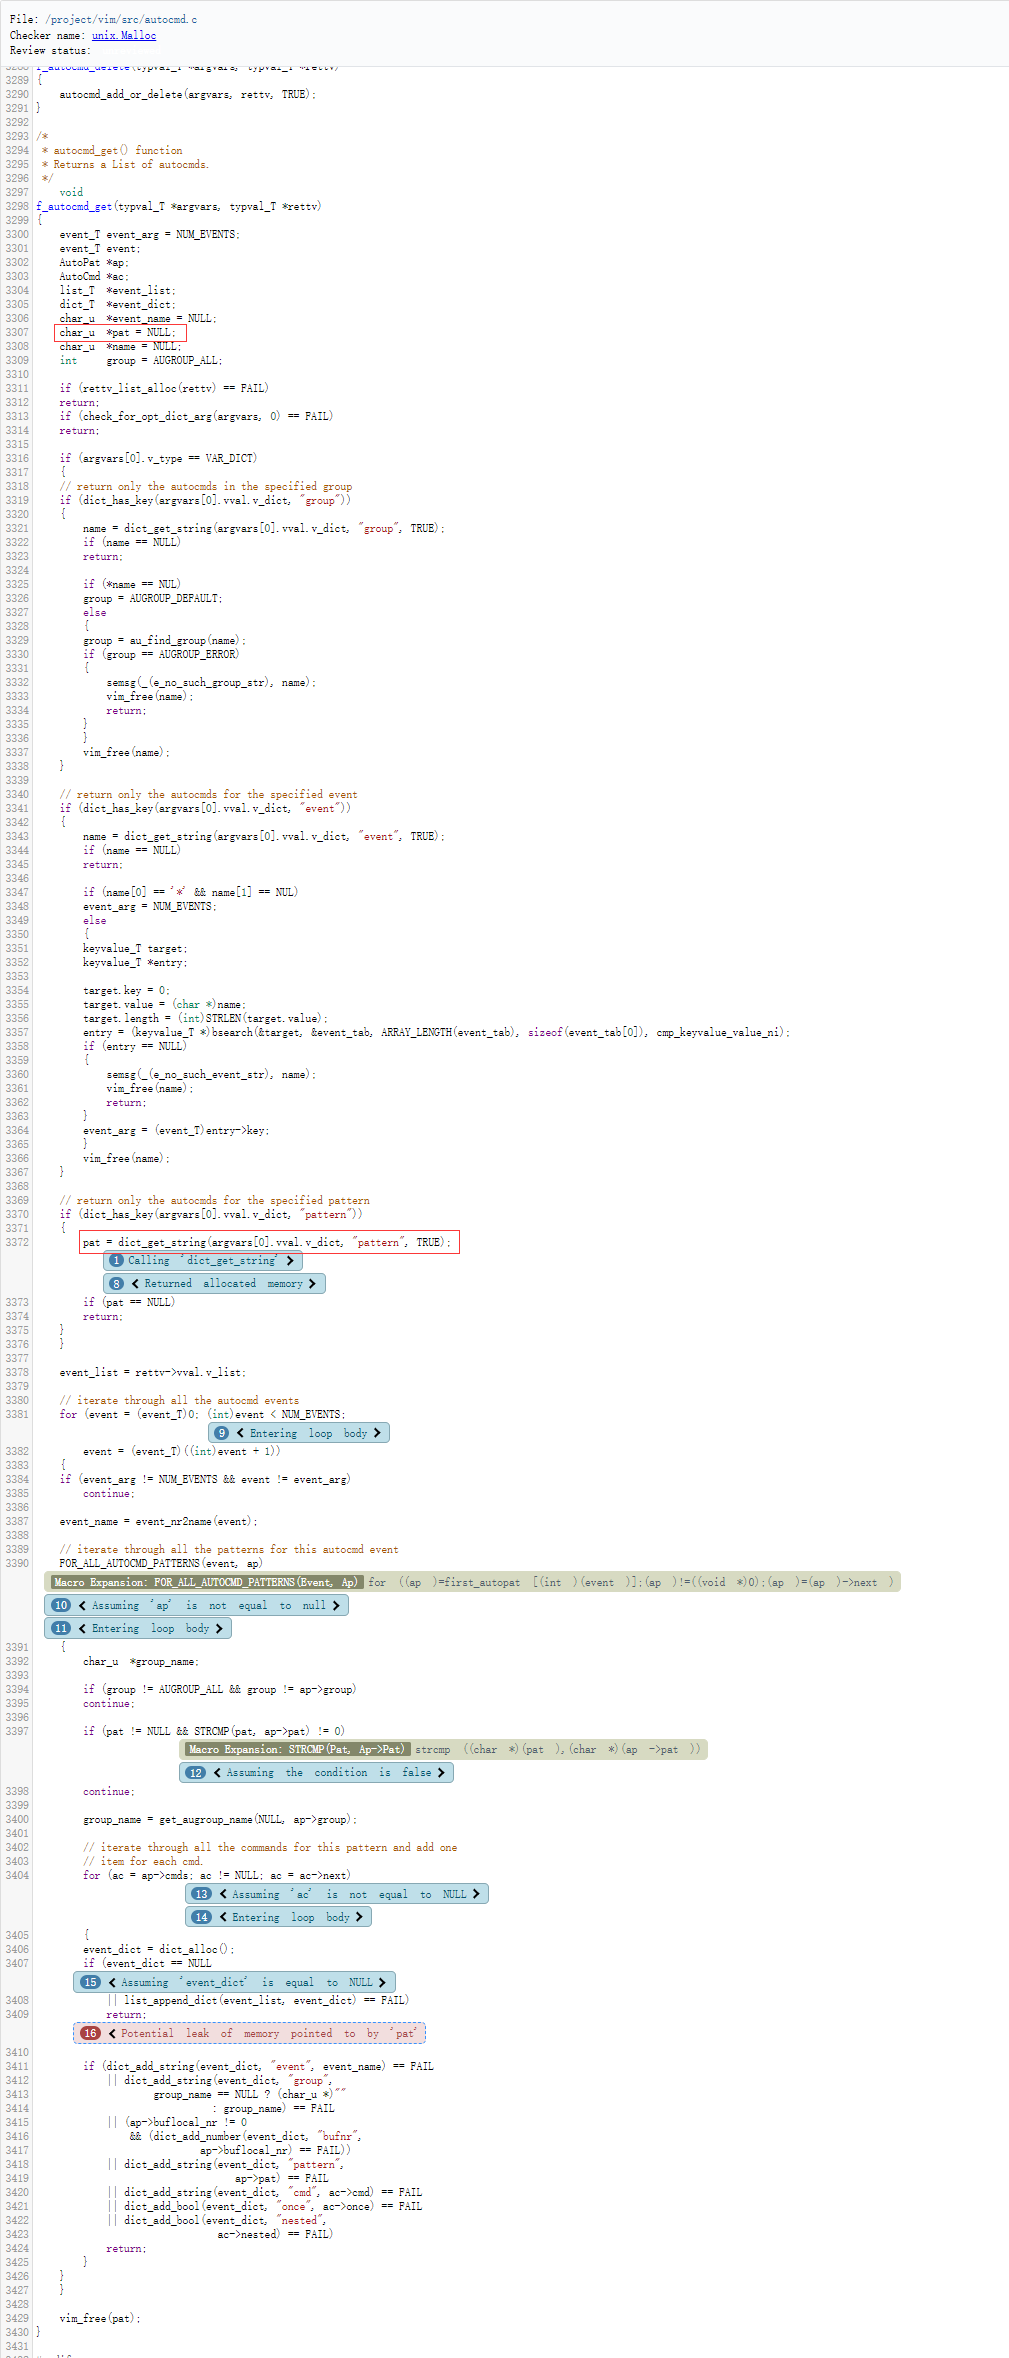 File: /project/vim/src/autocmd.c
Checker name: unix.Malloc
Review status:
3288 f_autocmd_delete(typval_T *argvars, typval_T *rettv)
3289 {
3290 autocmd_add_or_delete(argvars, rettv, TRUE);
3291 }
3292
3293 /*
3294 * autocmd_get() function
3295 * Returns a List of autocmds.
3296 */
3297 void
3298 f_autocmd_get(typval_T *argvars, typval_T *rettv)
3299 {
3300 event_T event_arg = NUM_EVENTS;
3301 event_T event;
3302 AutoPat *ap;
3303 AutoCmd *ac;
3304 list_T *event_list;
3305 dict_T *event_dict;
3306 char_u *event_name = NULL;
3307 char_u *pat = NULL;
3308 char_u *name = NULL;
3309 int group = AUGROUP_ALL;
3310
3311 if (rettv_list_alloc(rettv) == FAIL)
3312 return;
3313 if (check_for_opt_dict_arg(argvars, 0) == FAIL)
3314 return;
3315
3316 if (argvars[0].v_type == VAR_DICT)
3317 {
3318 // return only the autocmds in the specified group
3319 if (dict_has_key(argvars[0].vval.v_dict, "group"))
3320 {
3321 name = dict_get_string(argvars[0].vval.v_dict, "group", TRUE);
3322 if (name == NULL)
3323 return;
3324
3325 if (*name == NUL)
3326 group = AUGROUP_DEFAULT;
3327 else
3328 {
3329 group = au_find_group(name);
3330 if (group == AUGROUP_ERROR)
3331 {
3332 semsg(_(e_no_such_group_str), name);
3333 vim_free(name);
3334 return;
3335 }
3336 }
3337 vim_free(name);
3338 }
3339
3340 // return only the autocmds for the specified event
3341 if (dict_has_key(argvars[0].vval.v_dict, "event"))
3342 {
3343 name = dict_get_string(argvars[0].vval.v_dict, "event", TRUE);
3344 if (name == NULL)
3345 return;
3346
3347 if (name[0] == '*' && name[1] == NUL)
3348 event_arg = NUM_EVENTS;
3349 else
3350 {
3351 keyvalue_T target;
3352 keyvalue_T *entry;
3353
3354 target.key = 0;
3355 target.value = (char *)name;
3356 target.length = (int)STRLEN(target.value);
3357 entry = (keyvalue_T *)bsearch(&target, &event_tab, ARRAY_LENGTH(event_tab), sizeof(event_tab[0]), cmp_keyvalue_value_ni);
3358 if (entry == NULL)
3359 {
3360 semsg(_(e_no_such_event_str), name);
3361 vim_free(name);
3362 return;
3363 }
3364 event_arg = (event_T)entry->key;
3365 }
3366 vim_free(name);
3367 }
3368
3369 // return only the autocmds for the specified pattern
3370 if (dict_has_key(argvars[0].vval.v_dict, "pattern"))
3371 {
3372 pat = dict_get_string(argvars[0].vval.v_dict, "pattern", TRUE);
1 Calling 'dict_get_string' >
8 < Returned allocated memory >
3373 if (pat == NULL)
3374 return;
3375 }
3376 }
3377
3378 event_list = rettv->vval.v_list;
3379
3380 // iterate through all the autocmd events
3381 for (event = (event_T)0; (int)event < NUM_EVENTS;
9 < Entering loop body >
3382 event = (event_T)((int)event + 1))
3383 {
3384 if (event_arg != NUM_EVENTS && event != event_arg)
3385 continue;
3386
3387 event_name = event_nr2name(event);
3388
3389 // iterate through all the patterns for this autocmd event
3390 FOR_ALL_AUTOCMD_PATTERNS(event, ap)
Macro Expansion: FOR_ALL_AUTOCMD_PATTERNS(Event, Ap) for ((ap )=first_autopat [(int )(event )];(ap )!=((void *)0);(ap )=(ap )->next )
10 < Assuming 'ap' is not equal to null >
11 < Entering loop body >
3391 {
3392 char_u *group_name;
3393
3394 if (group != AUGROUP_ALL && group != ap->group)
3395 continue;
3396
3397 if (pat != NULL && STRCMP(pat, ap->pat) != 0)
Macro Expansion: STRCMP(Pat, Ap->Pat) strcmp ((char *)(pat ),(char *)(ap ->pat ))
12 < Assuming the condition is false >
3398 continue;
3399
3400 group_name = get_augroup_name(NULL, ap->group);
3401
3402 // iterate through all the commands for this pattern and add one
3403 // item for each cmd.
3404 for (ac = ap->cmds; ac != NULL; ac = ac->next)
13 < Assuming 'ac' is not equal to NULL >
14 < Entering loop body >
3405 {
3406 event_dict = dict_alloc();
3407 if (event_dict == NULL
15 < Assuming 'event_dict' is equal to NULL >
3408 || list_append_dict(event_list, event_dict) == FAIL)
3409 return;
16 < Potential leak of memory pointed to by 'pat'
3410
3411 if (dict_add_string(event_dict, "event", event_name) == FAIL
3412 || dict_add_string(event_dict, "group",
3413 group_name == NULL ? (char_u *)""
3414 : group_name) == FAIL
3415 || (ap->buflocal_nr != 0
3416 && (dict_add_number(event_dict, "bufnr",
3417 ap->buflocal_nr) == FAIL))
3418 || dict_add_string(event_dict, "pattern",
3419 ap->pat) == FAIL
3420 || dict_add_string(event_dict, "cmd", ac->cmd) == FAIL
3421 || dict_add_bool(event_dict, "once", ac->once) == FAIL
3422 || dict_add_bool(event_dict, "nested",
3423 ac->nested) == FAIL)
3424 return;
3425 }
3426 }
3427 }
3428
3429 vim_free(pat);
3430 }
3431